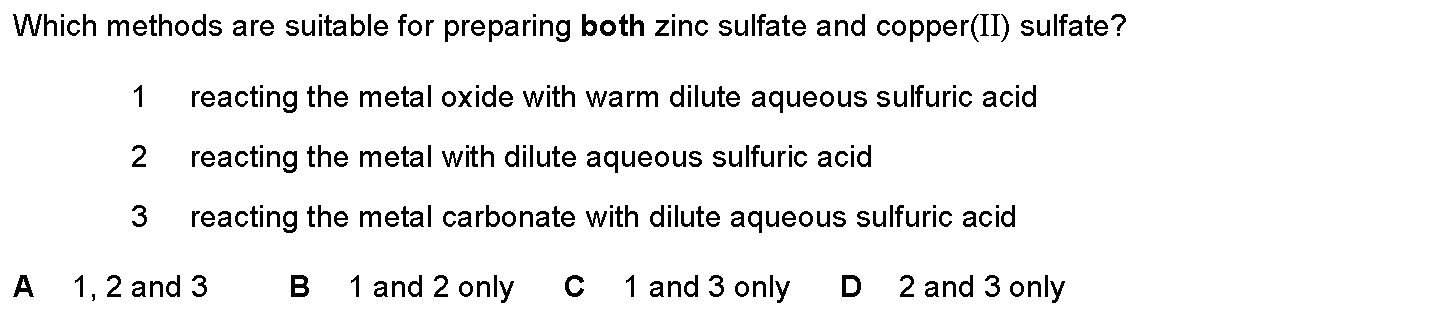 Which methods are suitable for preparing both zinc sulfate and copper(II) sulfate?
1 reacting the metal oxide with warm dilute aqueous sulfuric acid
2 reacting the metal with dilute aqueous sulfuric acid
3 reacting the metal carbonate with dilute aqueous sulfuric acid
A 1, 2 and 3 B 1 and 2 only C 1 and 3 only D 2 and 3 only